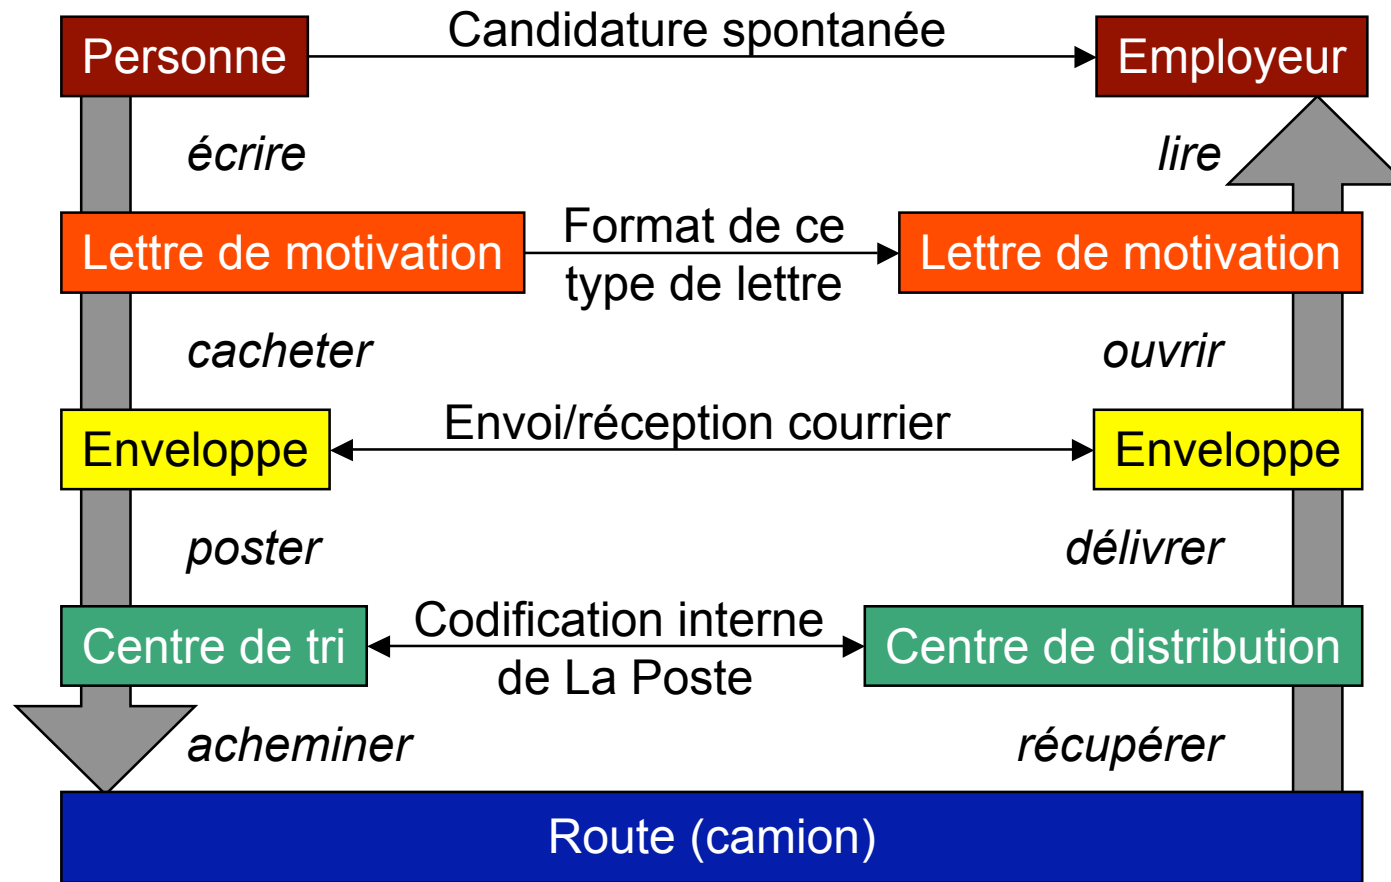 Personne
Candidature spontanée
Employeur
écrire
lire
Lettre de motivation
Format de ce
type de lettre
Lettre de motivation
cacheter
ouvrir
Enveloppe
Envoi/réception courrier
Enveloppe
poster
délivrer
Centre de tri
Codification interne
de La Poste
Centre de distribution
acheminer
récupérer
Route (camion)